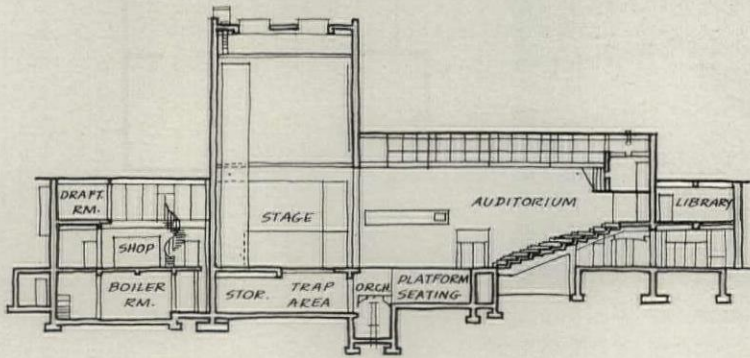 DRAFT.
RM.
SHOP
BOILER
RM.
STAGE
STOR.
TRAP
AREA
ORCH.
PLATFORM
SEATING
AUDITORIUM
LIBRARY